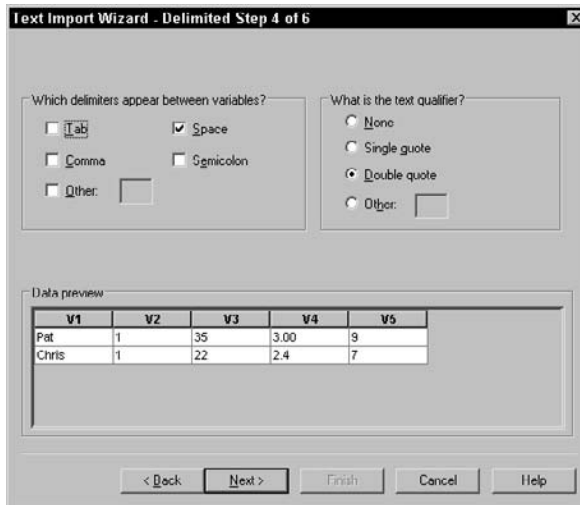 Text Import Wizard - Delimited Step 4 of 6
Which delimiters appear between variables?
Tab
Space
Comma
Semicolon
Other:
What is the text qualifier?
None
Single quote
Double quote
Other:
Data preview
V1 V2 V3 V4 V5
Pat 1 35 3.00 9
Chris 1 22 2.4 7
< Back
Next >
Finish
Cancel
Help